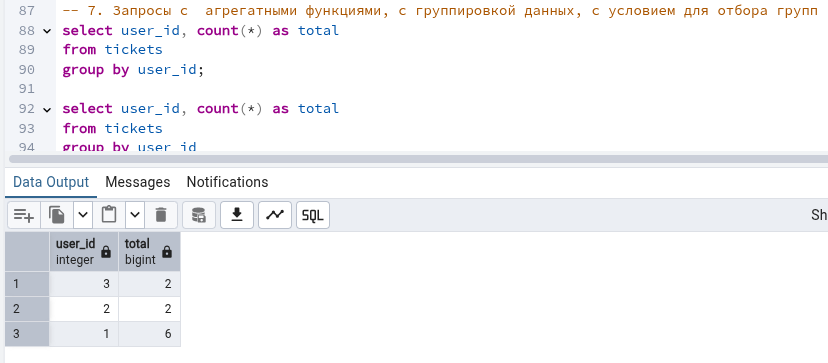 87 -- 7. Запросы с  агрегатными функциями, с группировкой данных, с условием для отбора групп
88 select user_id, count(*) as total
89 from tickets
90 group by user_id;
91
92 select user_id, count(*) as total
93 from tickets
94 group by user_id
Data Output Messages Notifications
SQL Sh
user_id total
integer bigint
1 3 2
2 2 2
3 1 6